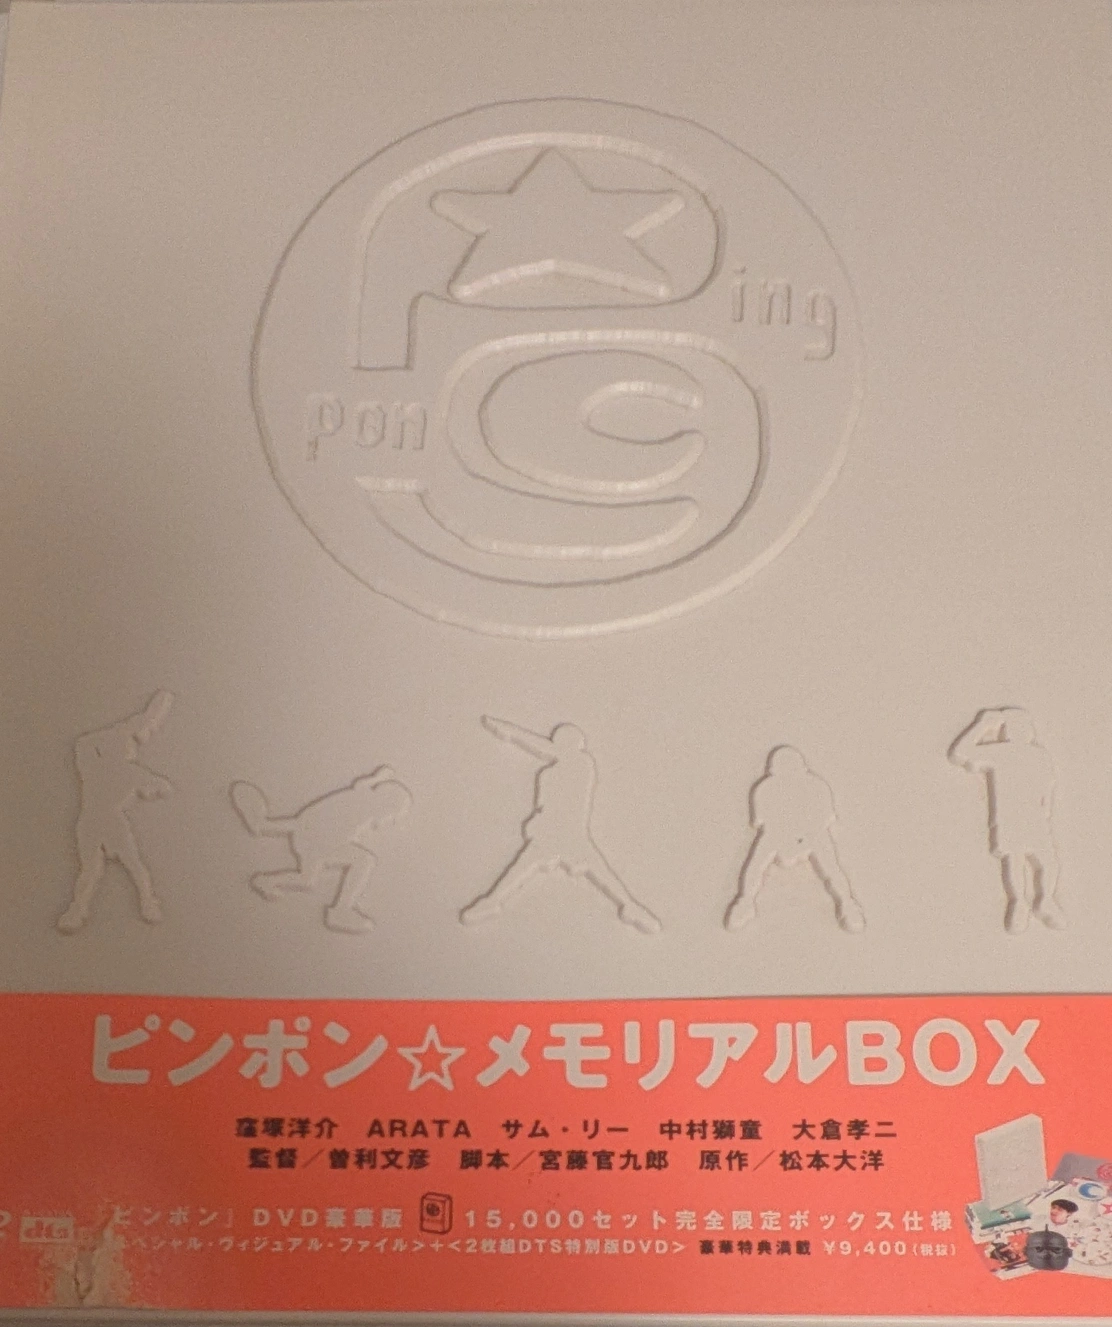 Ping
pong
ピンポン☆メモリアルBOX
窪塚洋介 ARATA サム・リー 中村獅童 大倉孝二
監督/曽利文彦 脚本/宮藤官九郎 原作/松本大洋
ピンポン」DVD豪華版 15,000セット完全限定ボックス仕様
ペシャル・ヴィジュアル・ファイル>+<2枚組DTS特別版DVD> 豪華特典満載 ¥9,400(税抜)